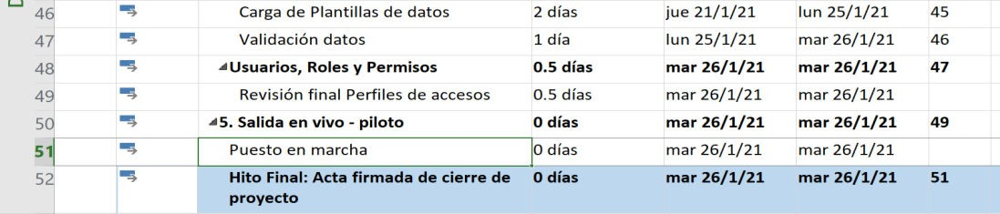 46 Carga de Plantillas de datos 2 días jue 21/1/21 lun 25/1/21 45
47 Validación datos 1 día lun 25/1/21 mar 26/1/21 46
48 Usuarios, Roles y Permisos 0.5 días mar 26/1/21 mar 26/1/21 47
49 Revisión final Perfiles de accesos 0.5 días mar 26/1/21 mar 26/1/21
50 5. Salida en vivo - piloto 0 días mar 26/1/21 mar 26/1/21 49
51 Puesto en marcha 0 días mar 26/1/21 mar 26/1/21
52 Hito Final: Acta firmada de cierre de 0 días mar 26/1/21 mar 26/1/21 51
proyecto